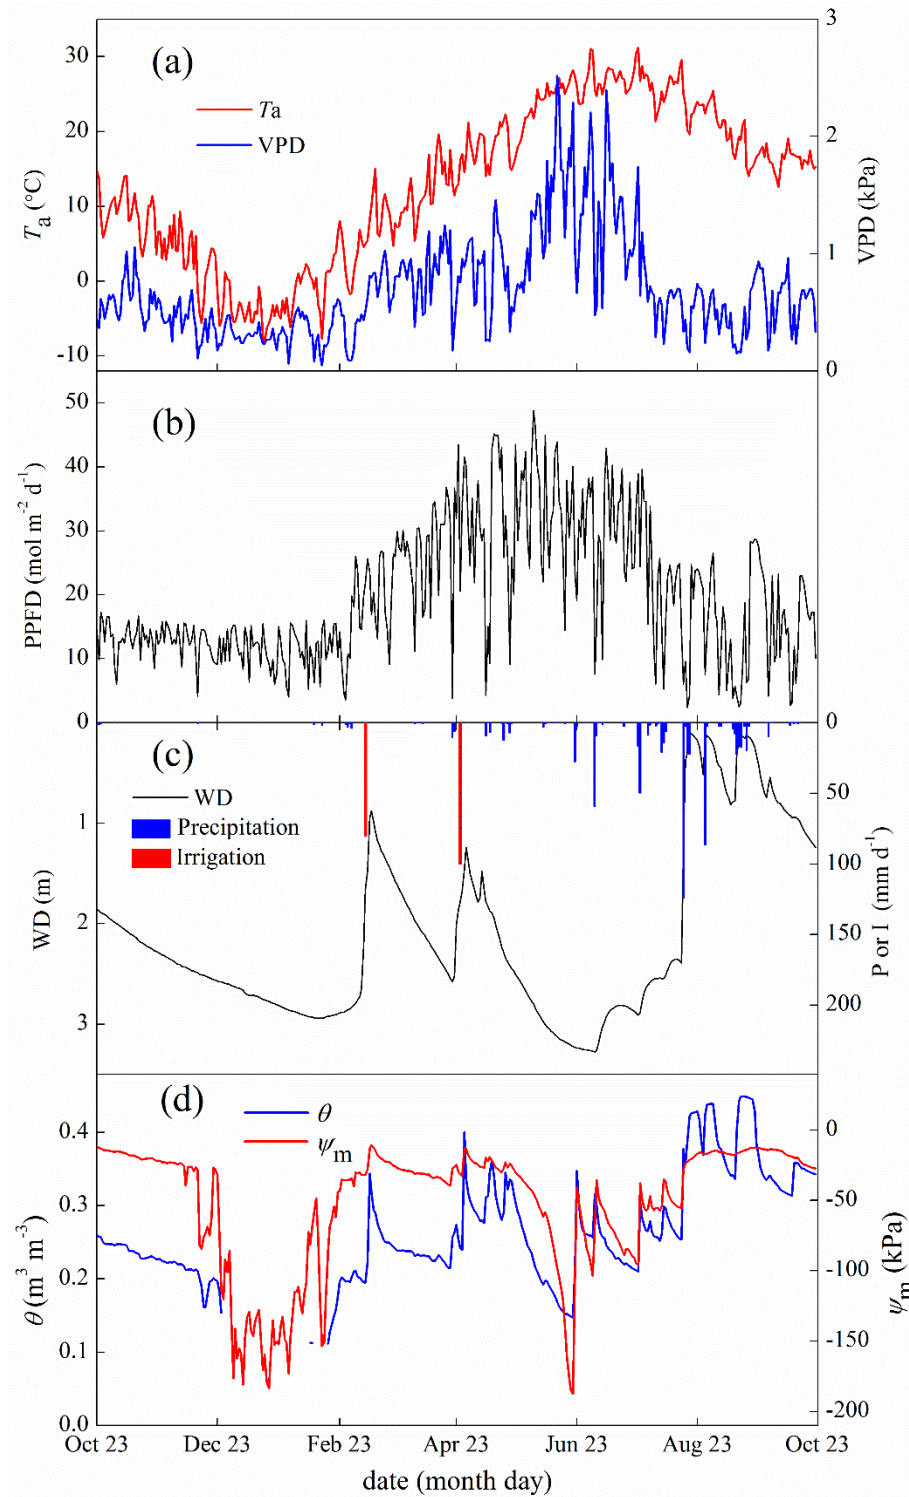 (a)
Ta
VPD
30
20
10
0
-10
Ta (°C)
3
2
1
0
VPD (kPa)
(b)
50
40
30
20
10
PPFD (mol m⁻² d⁻¹)
(c)
WD
Precipitation
Irrigation
0
1
2
3
WD (m)
0
50
100
150
200
P or I (mm d⁻¹)
(d)
θ
ψm
0.4
0.3
0.2
0.1
0.0
θ (m³ m⁻³)
0
-50
-100
-150
-200
ψm (kPa)
Oct 23 Dec 23 Feb 23 Apr 23 Jun 23 Aug 23 Oct 23
date (month day)